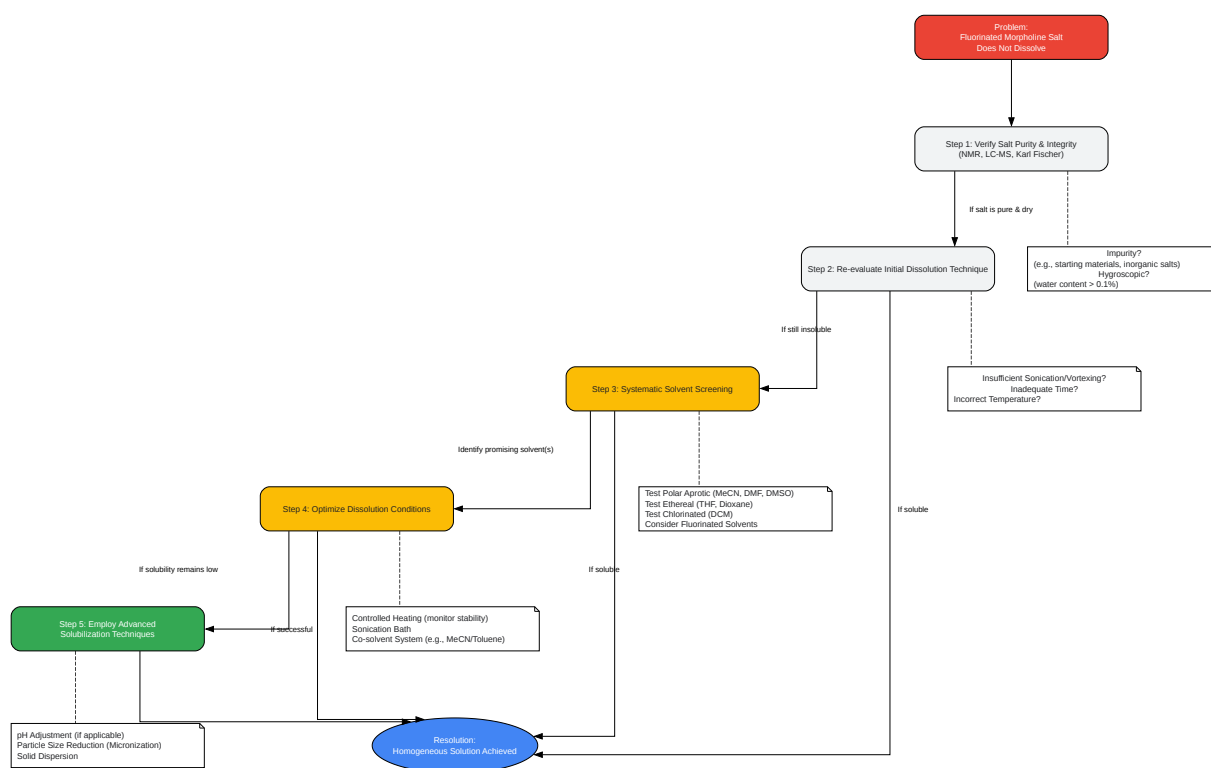 Problem:
Fluorinated Morpholine Salt
Does Not Dissolve
Step 1: Verify Salt Purity & Integrity
(NMR, LC-MS, Karl Fischer)
If salt is pure & dry
Impurity?
(e.g., starting materials, inorganic salts)
Hygroscopic?
(water content > 0.1%)
Step 2: Re-evaluate Initial Dissolution Technique
If still insoluble
Insufficient Sonication/Vortexing?
Inadequate Time?
Incorrect Temperature?
Step 3: Systematic Solvent Screening
Identify promising solvent(s)
Test Polar Aprotic (MeCN, DMF, DMSO)
Test Ethereal (THF, Dioxane)
Test Chlorinated (DCM)
Consider Fluorinated Solvents
If soluble
Step 4: Optimize Dissolution Conditions
If solubility remains low
If soluble
Controlled Heating (monitor stability)
Sonication Bath
Co-solvent System (e.g., MeCN/Toluene)
Step 5: Employ Advanced
Solubilization Techniques
If successful
pH Adjustment (if applicable)
Particle Size Reduction (Micronization)
Solid Dispersion
Resolution:
Homogeneous Solution Achieved